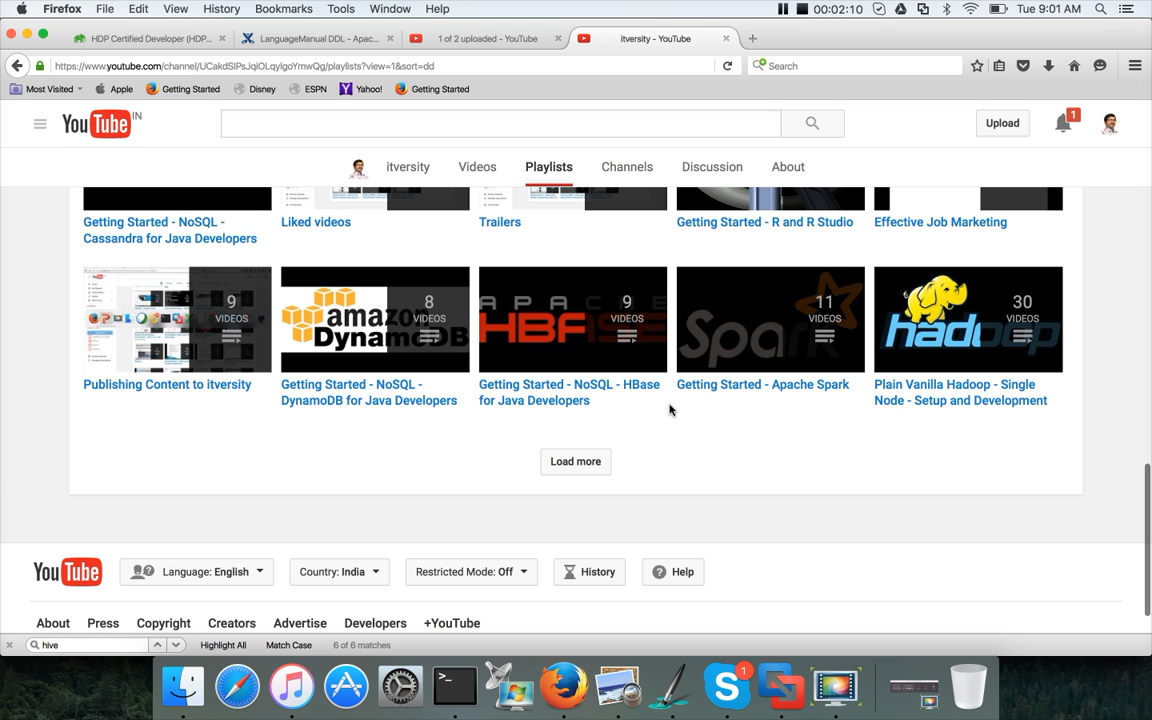 Firefox File Edit View History Bookmarks Tools Window Help 00:02:10 Tue 9:01 AM
HDP Certified Developer (HDP... × LanguageManual DDL - Apac... × 1 of 2 uploaded - YouTube × itversity - YouTube × +
https://www.youtube.com/channel/UCakdSIPsJqiOLqylgoYmwQg/playlists?view=1&sort=dd Search
Most Visited Apple Getting Started Disney ESPN Yahoo! Getting Started
YouTube IN Upload 1
itversity Videos Playlists Channels Discussion About
Getting Started - NoSQL - Cassandra for Java Developers
Liked videos
Trailers
Getting Started - R and R Studio
Effective Job Marketing
9 VIDEOS
amazon DynamoDB 8 VIDEOS
APACHE HBASE 9 VIDEOS
Spark 11 VIDEOS
hadoop 30 VIDEOS
Publishing Content to itversity
Getting Started - NoSQL - DynamoDB for Java Developers
Getting Started - NoSQL - HBase for Java Developers
Getting Started - Apache Spark
Plain Vanilla Hadoop - Single Node - Setup and Development
Load more
YouTube Language: English Country: India Restricted Mode: Off History Help
About Press Copyright Creators Advertise Developers +YouTube
hive Highlight All Match Case 6 of 6 matches
>_ S 1